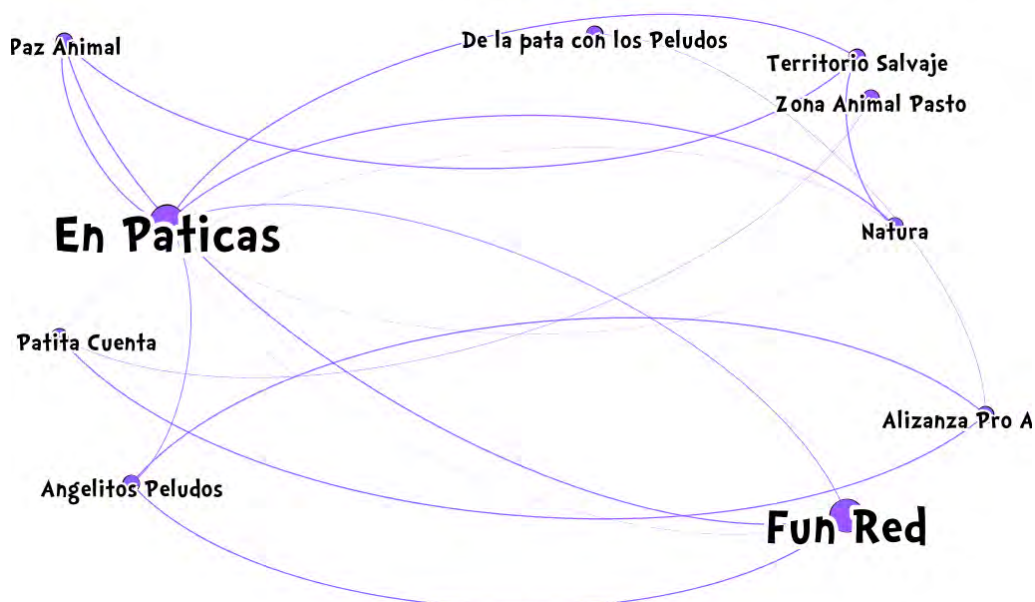 De la pata con los Peludos
Paz Animal
Territorio Salvaje
Zona Animal Pasto
En Paticas
Natura
Patita Cuenta
Alizanza Pro A
Angelitos Peludos
Fun Red